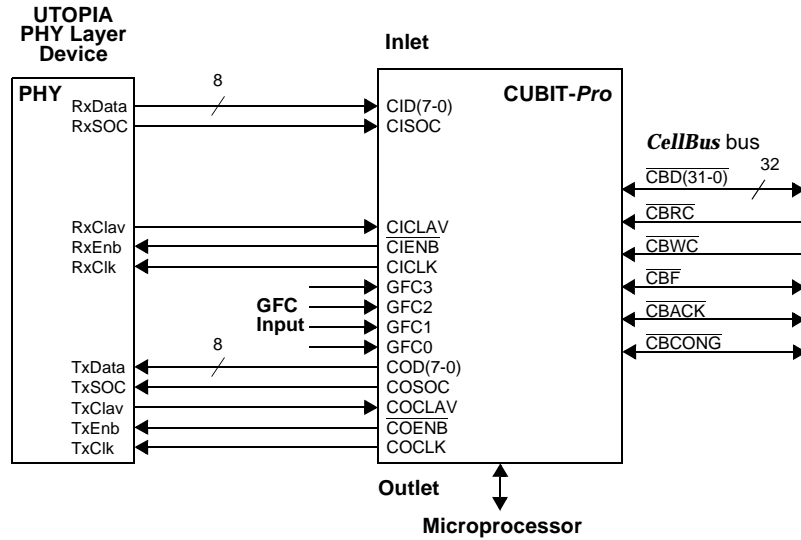 UTOPIA
PHY Layer
Device
Inlet
PHY
CUBIT-Pro
8
RxData
CID(7-0)
RxSOC
CISOC
CellBus bus
CBD(31-0)
32
CBRC
CBWC
CBF
CBACK
CBCONG
RxClav
CICLAV
RxEnb
CIENB
RxClk
CICLK
GFC
Input
GFC3
GFC2
GFC1
GFC0
8
TxData
COD(7-0)
TxSOC
COSOC
TxClav
COCLAV
TxEnb
COENB
TxClk
COCLK
Outlet
Microprocessor